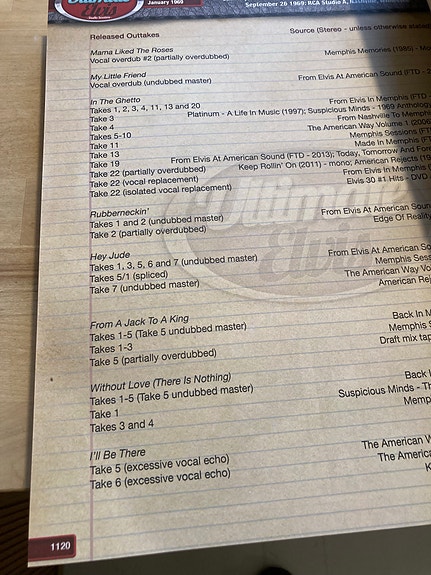 January 1969
September 26 1969: RCA Studio A,
Released Outtakes
Source (Stereo - unless otherwise stated
Mama Liked The Roses
Vocal overdub #2 (partially overdubbed)
Memphis Memories (1985) -
My Little Friend
Vocal overdub (undubbed master)
From Elvis At American Sound (FTD -
In The Ghetto
Takes 1, 2, 3, 4, 11, 13 and 20
From Elvis In Memphis (FTD -
Take 3
Platinum - A Life In Music (1997); Suspicious Minds - 1969 Anthology
Take 4
From Nashville To Memphis
Takes 5-10
The American Way Volume 1 (2006
Take 11
Memphis Sessions (FT
Take 13
Made in Memphis (F
Take 19
From Elvis At American Sound (FTD - 2013); Today, Tomorrow And Fore
Take 22 (partially overdubbed)
Keep Rollin' On (2011) - mono; American Rejects (19
Take 22 (vocal replacement)
From Elvis In Memphis (
Take 22 (isolated vocal replacement)
Elvis 30 #1 Hits - DVD
Rubberneckin'
Takes 1 and 2 (undubbed master)
From Elvis At American Soun
Take 2 (partially overdubbed)
Edge Of Reality
Hey Jude
Takes 1, 3, 5, 6 and 7 (undubbed master)
From Elvis At American So
Takes 5/1 (spliced)
Memphis Sess
Take 7 (undubbed master)
The American Way Vo
American Rej
From A Jack To A King
Takes 1-5 (Take 5 undubbed master)
Back In M
Takes 1-3
Memphis S
Take 5 (partially overdubbed)
Draft mix tap
Without Love (There Is Nothing)
Takes 1-5 (Take 5 undubbed master)
Back I
Take 1
Suspicious Minds - Th
Takes 3 and 4
Memp
I'll Be There
Take 5 (excessive vocal echo)
The American W
Take 6 (excessive vocal echo)
The America
K
1120